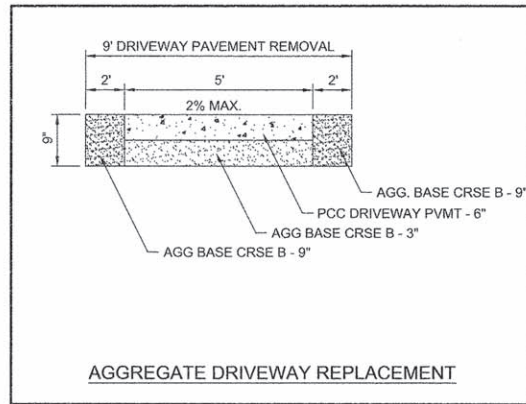 9' DRIVEWAY PAVEMENT REMOVAL
2' 5' 2'
2% MAX.
9"
AGG. BASE CRSE B - 9"
PCC DRIVEWAY PVMT - 6"
AGG BASE CRSE B - 3"
AGG BASE CRSE B - 9"
AGGREGATE DRIVEWAY REPLACEMENT